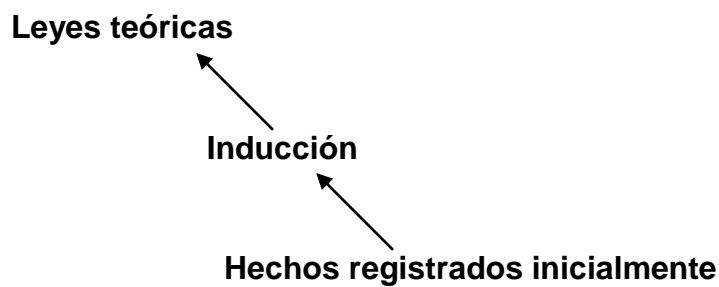 Leyes teóricas
Inducción
Hechos registrados inicialmente